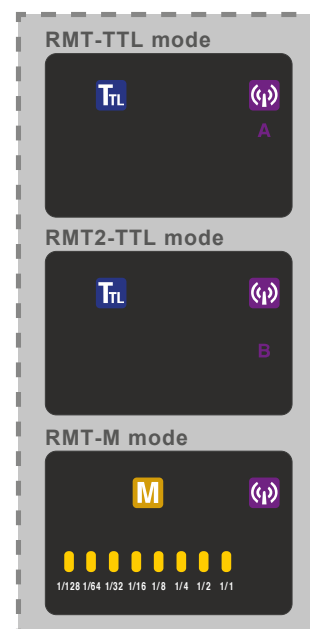 RMT-TTL mode
TTL
A
RMT2-TTL mode
TTL
B
RMT-M mode
M
1/128 1/64 1/32 1/16 1/8 1/4 1/2 1/1